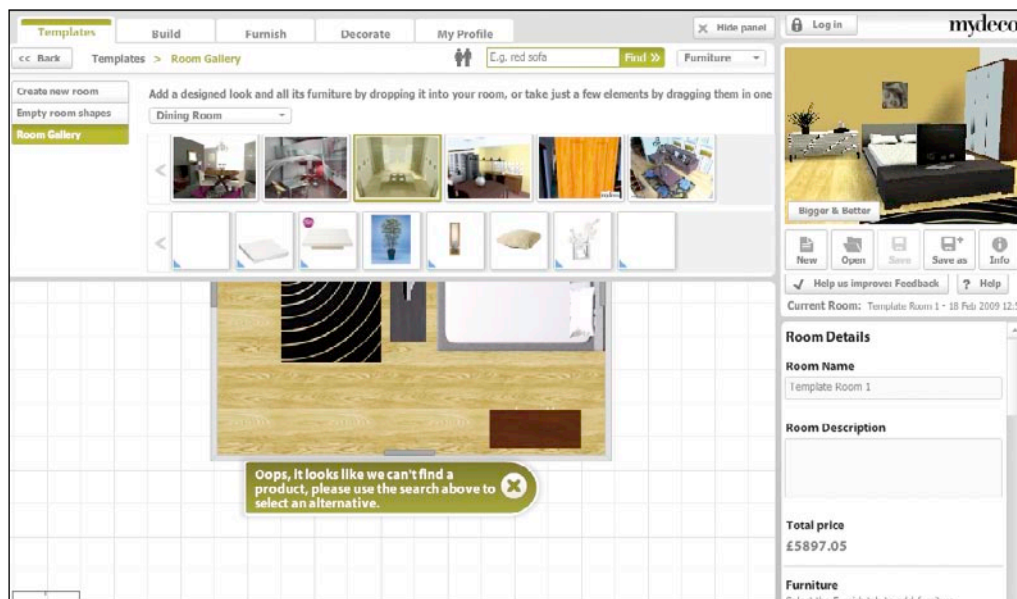 Templates
Build
Furnish
Decorate
My Profile
Hide panel
Log in
mydeco
<< Back
Templates > Room Gallery
E.g. red sofa
Find »
Furniture
Create new room
Empty room shapes
Room Gallery
Add a designed look and all its furniture by dropping it into your room, or take just a few elements by dragging them in one
Dining Room
Bigger & Better
New
Open
Save
Save as
Info
Help us improve: Feedback
? Help
Current Room: Template Room 1 - 18 Feb 2009 12:5
Room Details
Room Name
Template Room 1
Room Description
Oops, it looks like we can't find a
product, please use the search above to
select an alternative.
Total price
£5897.05
Furniture